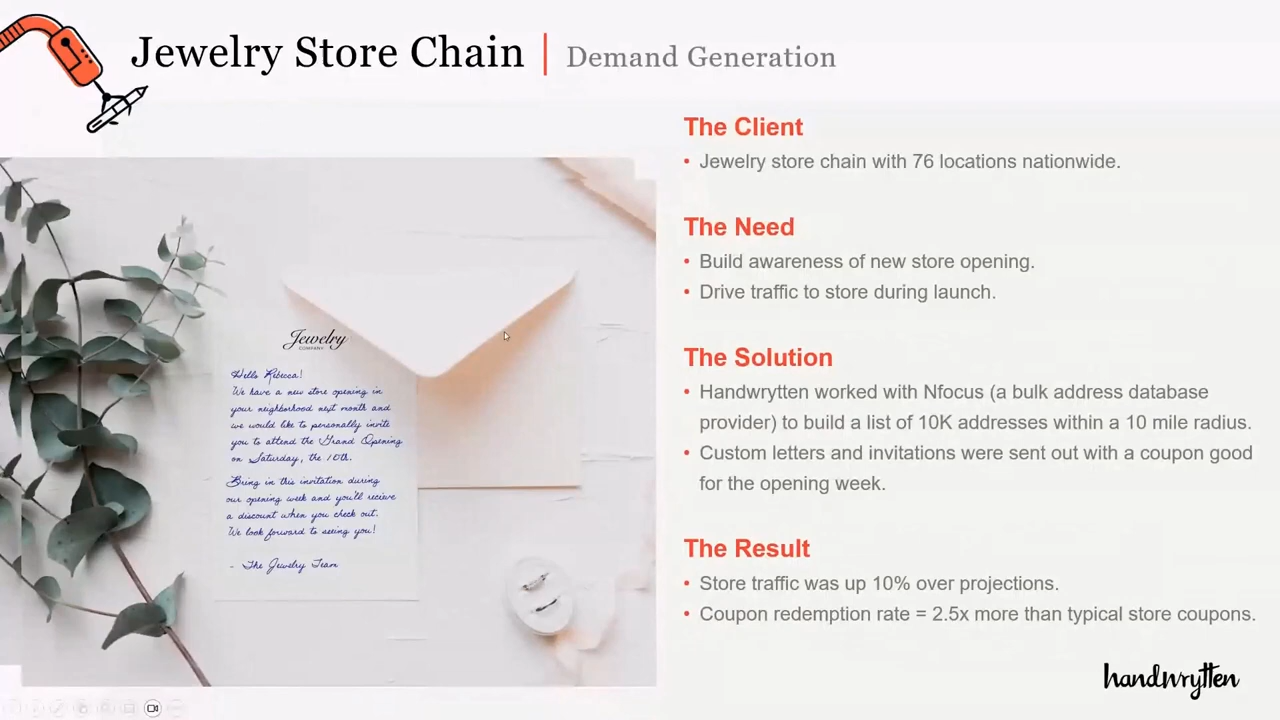 Jewelry Store Chain | Demand Generation
Jewelry
COMPANY
Hello Rebecca!
We have a new store opening in
your neighborhood next month and
we would like to personally invite
you to attend the Grand Opening
on Saturday, the 10th.
Bring in this invitation during
our opening week and you'll recieve
a discount when you check out.
We look forward to seeing you!
- The Jewelry Team
The Client
• Jewelry store chain with 76 locations nationwide.
The Need
• Build awareness of new store opening.
• Drive traffic to store during launch.
The Solution
• Handwrytten worked with Nfocus (a bulk address database
provider) to build a list of 10K addresses within a 10 mile radius.
• Custom letters and invitations were sent out with a coupon good
for the opening week.
The Result
• Store traffic was up 10% over projections.
• Coupon redemption rate = 2.5x more than typical store coupons.
handwrytten